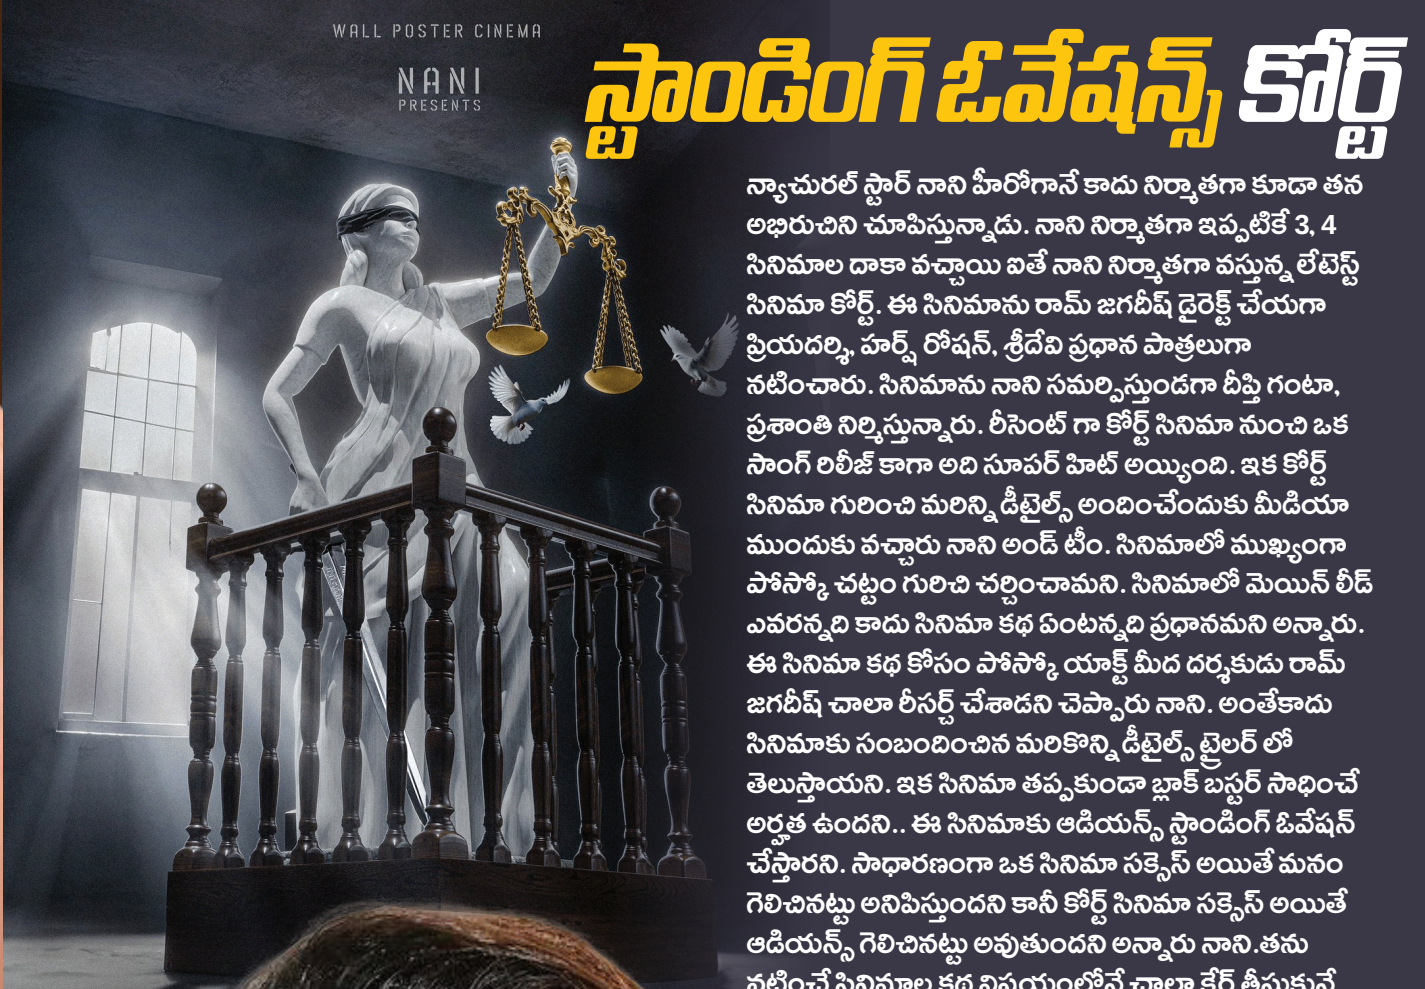 WALL POSTER CINEMA
NANI
PRESENTS
స్టాండింగ్ ఓవేషన్స్ కోర్ట్
న్యాచురల్ స్టార్ నాని హీరోగానే కాదు నిర్మాతగా కూడా తన
అభిరుచిని చూపిస్తున్నాడు. నాని నిర్మాతగా ఇప్పటికే 3, 4
సినిమాల దాకా వచ్చాయి ఐతే నాని నిర్మాతగా వస్తున్న లేటెస్ట్
సినిమా కోర్ట్. ఈ సినిమాను రామ్ జగదీష్ డైరెక్ట్ చేయగా
ప్రియదర్శి, హర్ష్ రోషన్, శ్రీదేవి ప్రధాన పాత్రలుగా
నటించారు. సినిమాను నాని సమర్పిస్తుండగా దీప్తి గంటా,
ప్రశాంతి నిర్మిస్తున్నారు. రీసెంట్ గా కోర్ట్ సినిమా నుంచి ఒక
సాంగ్ రిలీజ్ కాగా అది సూపర్ హిట్ అయ్యింది. ఇక కోర్ట్
సినిమా గురించి మరిన్ని డీటైల్స్ అందించేందుకు మీడియా
ముందుకు వచ్చారు నాని అండ్ టీం. సినిమాలో ముఖ్యంగా
పోస్కో చట్టం గురించి చర్చించామని. సినిమాలో మెయిన్ లీడ్
ఎవరన్నది కాదు సినిమా కథ ఏంటన్నది ప్రధానమని అన్నారు.
ఈ సినిమా కథ కోసం పోస్కో యాక్ట్ మీద దర్శకుడు రామ్
జగదీష్ చాలా రీసర్చ్ చేశాడని చెప్పారు నాని. అంతేకాదు
సినిమాకు సంబందించిన మరికొన్ని డీటైల్స్ ట్రైలర్ లో
తెలుస్తాయని. ఇక సినిమా తప్పకుండా బ్లాక్ బస్టర్ సాధించే
అర్హత ఉందని.. ఈ సినిమాకు ఆడియన్స్ స్టాండింగ్ ఓవేషన్
చేస్తారని. సాధారణంగా ఒక సినిమా సక్సెస్ అయితే మనం
గెలిచినట్టు అనిపిస్తుందని కానీ కోర్ట్ సినిమా సక్సెస్ అయితే
ఆడియన్స్ గెలిచినట్టు అవుతుందని అన్నారు నాని.తను
నటించే సినిమాల కథ విషయంలోనే చాలా కేర్ తీసుకునే